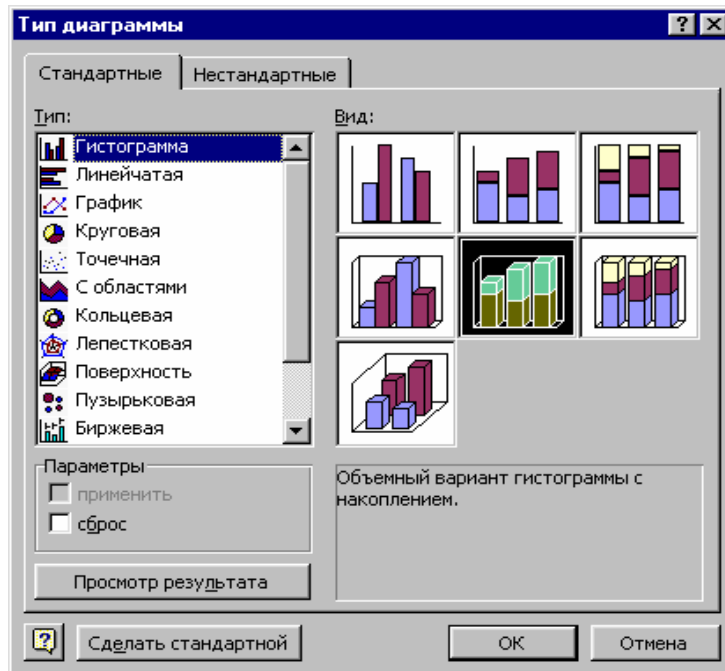 Тип диаграммы
Стандартные
Нестандартные
Тип:
Вид:
Гистограмма
Линейчатая
График
Круговая
Точечная
С областями
Кольцевая
Лепестковая
Поверхность
Пузырьковая
Биржевая
Параметры
применить
сброс
Объемный вариант гистограммы с
накоплением.
Просмотр результата
Сделать стандартной
ОК
Отмена